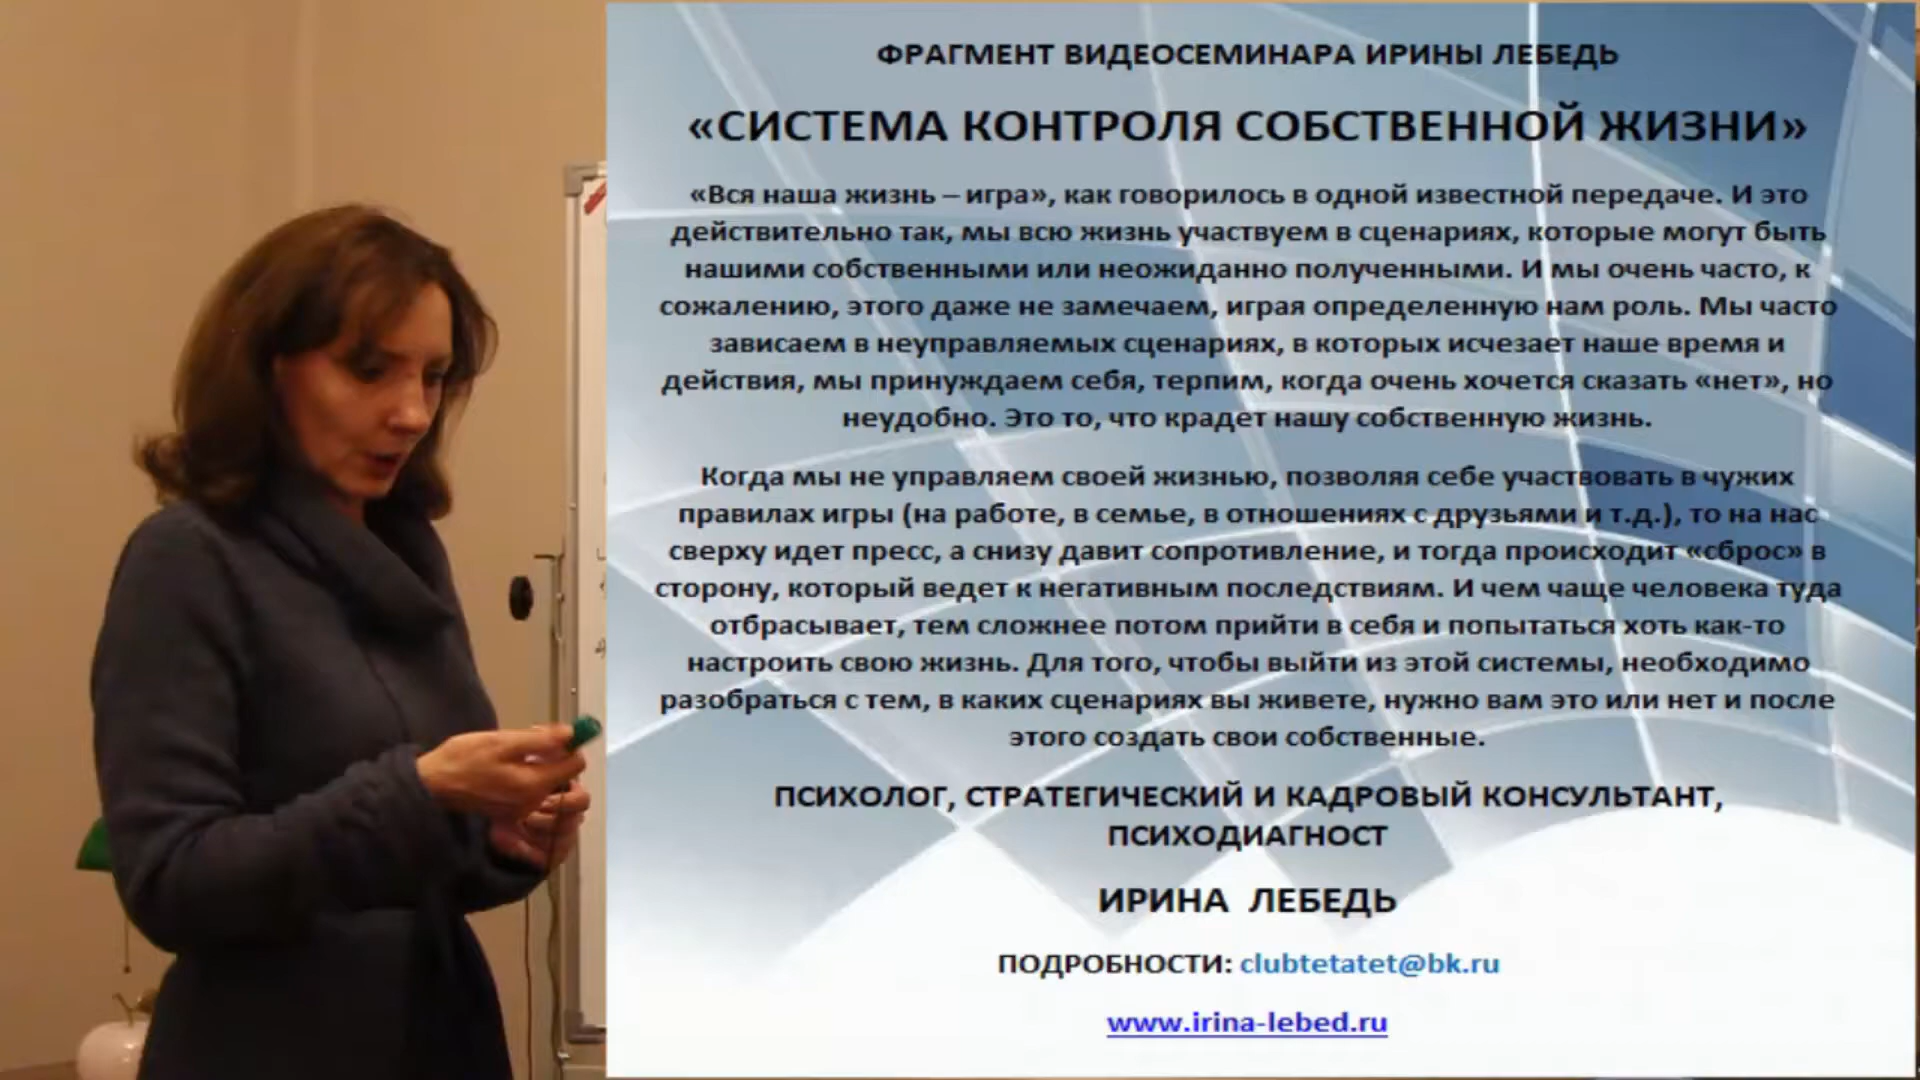 ФРАГМЕНТ ВИДЕОСЕМИНАРА ИРИНЫ ЛЕБЕДЬ
«СИСТЕМА КОНТРОЛЯ СОБСТВЕННОЙ ЖИЗНИ»
«Вся наша жизнь – игра», как говорилось в одной известной передаче. И это
действительно так, мы всю жизнь участвуем в сценариях, которые могут быть
нашими собственными или неожиданно полученными. И мы очень часто, к
сожалению, этого даже не замечаем, играя определенную нам роль. Мы часто
зависаем в неуправляемых сценариях, в которых исчезает наше время и
действия, мы принуждаем себя, терпим, когда очень хочется сказать «нет», но
неудобно. Это то, что крадет нашу собственную жизнь.
Когда мы не управляем своей жизнью, позволяя себе участвовать в чужих
правилах игры (на работе, в семье, в отношениях с друзьями и т.д.), то на нас
сверху идет пресс, а снизу давит сопротивление, и тогда происходит «сброс» в
сторону, который ведет к негативным последствиям. И чем чаще человека туда
отбрасывает, тем сложнее потом прийти в себя и попытаться хоть как-то
настроить свою жизнь. Для того, чтобы выйти из этой системы, необходимо
разобраться с тем, в каких сценариях вы живете, нужно вам это или нет и после
этого создать свои собственные.
ПСИХОЛОГ, СТРАТЕГИЧЕСКИЙ И КАДРОВЫЙ КОНСУЛЬТАНТ,
ПСИХОДИАГНОСТ
ИРИНА ЛЕБЕДЬ
ПОДРОБНОСТИ: clubtetatet@bk.ru
www.irina-lebed.ru